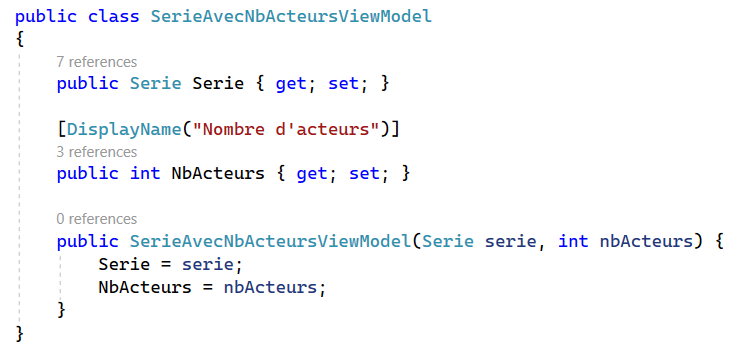 public class SerieAvecNbActeursViewModel
{
7 references
public Serie Serie { get; set; }
[DisplayName("Nombre d'acteurs")]
3 references
public int NbActeurs { get; set; }
0 references
public SerieAvecNbActeursViewModel(Serie serie, int nbActeurs) {
Serie = serie;
NbActeurs = nbActeurs;
}
}